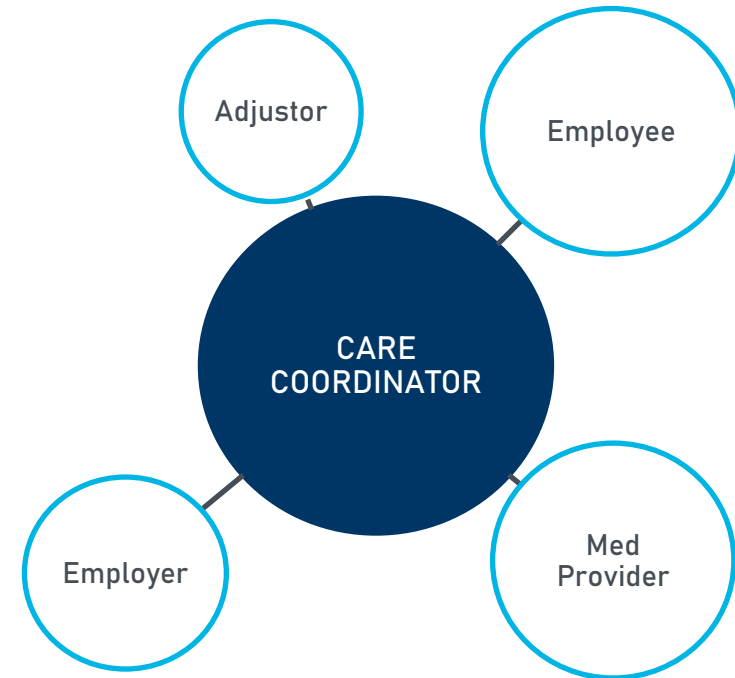 Adjustor
Employee
CARE
COORDINATOR
Employer
Med
Provider